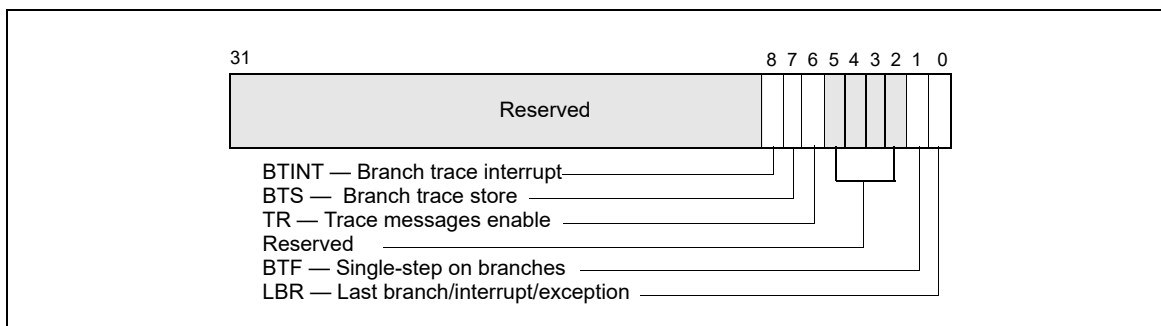 31 8 7 6 5 4 3 2 1 0
Reserved
BTINT — Branch trace interrupt
BTS — Branch trace store
TR — Trace messages enable
Reserved
BTF — Single-step on branches
LBR — Last branch/interrupt/exception